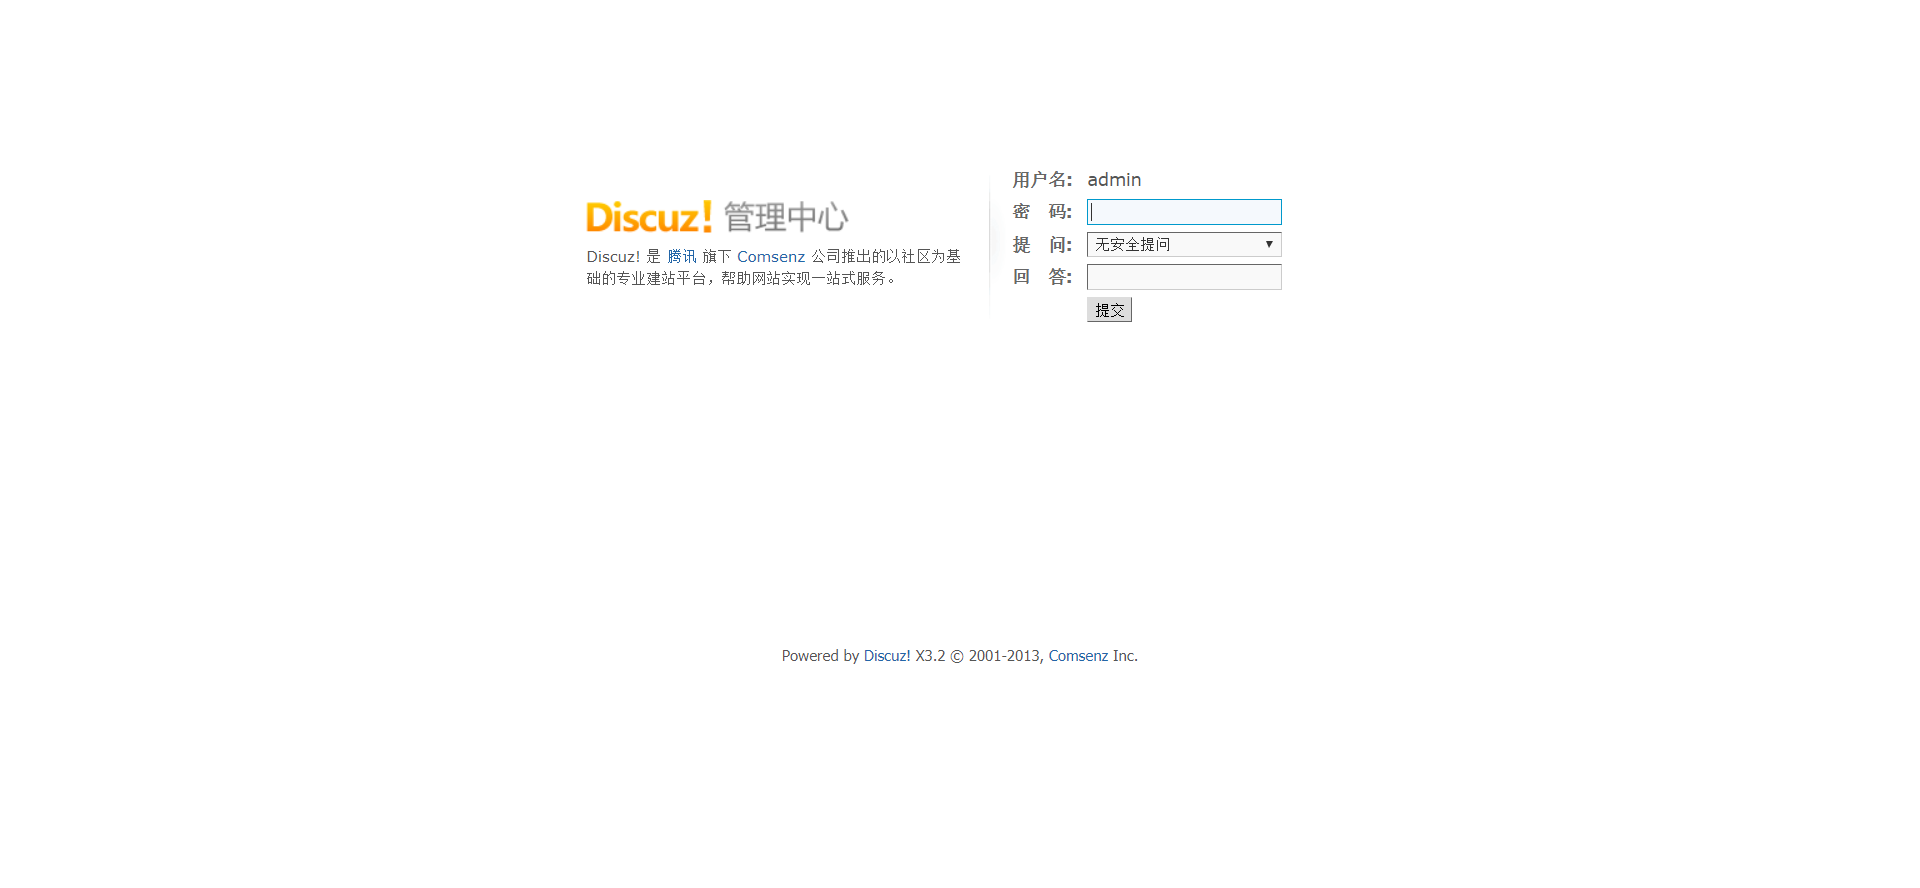 Discuz! 管理中心
Discuz! 是 腾讯 旗下 Comsenz 公司推出的以社区为基
础的专业建站平台，帮助网站实现一站式服务。
用户名: admin
密 码:
提 问: 无安全提问
回 答:
提交
Powered by Discuz! X3.2 © 2001-2013, Comsenz Inc.